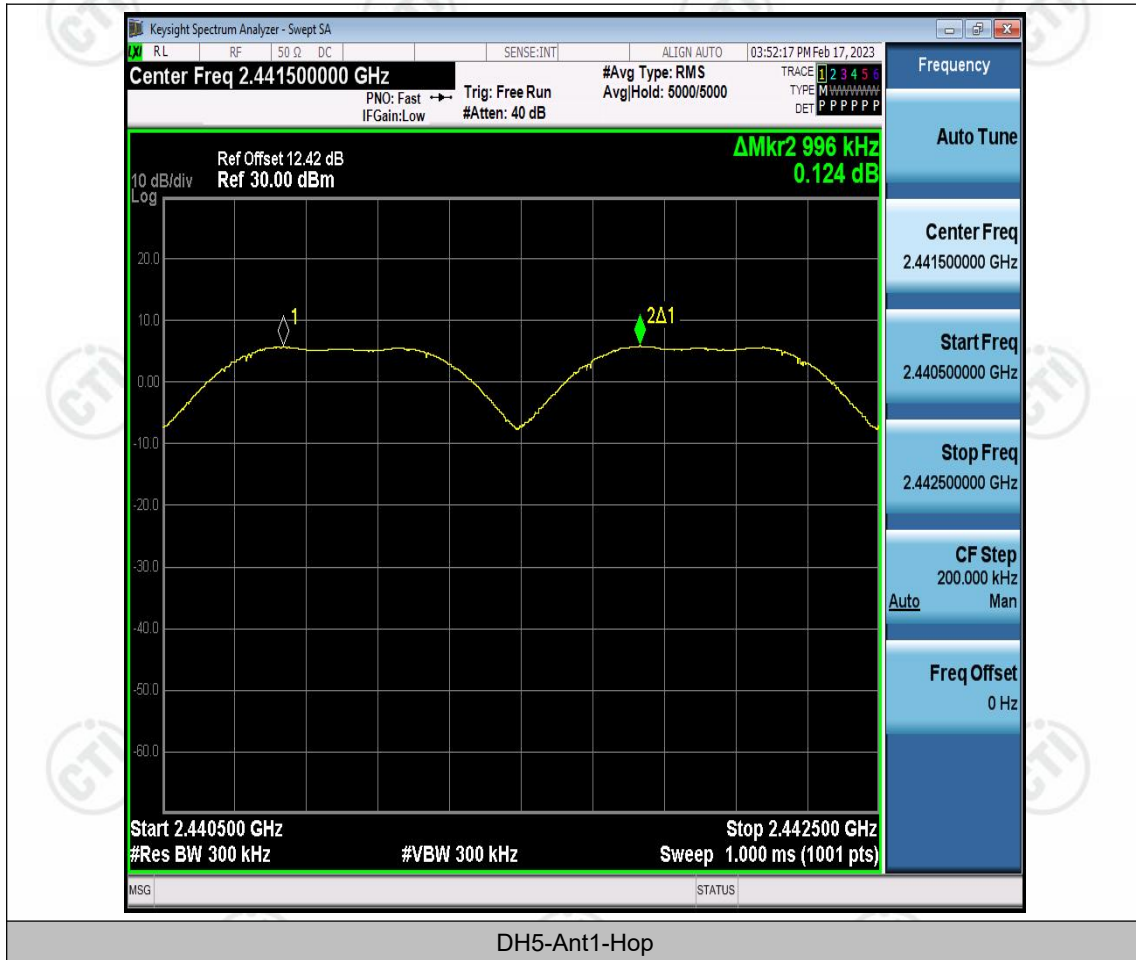 Keysight Spectrum Analyzer - Swept SA
LXI RL RF 50 Ω DC SENSE:INT ALIGN AUTO 03:52:17 PM Feb 17, 2023
Center Freq 2.441500000 GHz
PNO: Fast
IFGain:Low
Trig: Free Run
#Atten: 40 dB
#Avg Type: RMS
Avg|Hold: 5000/5000
TRACE 1 2 3 4 5 6
TYPE M WWWWW
DET P P P P P P
Ref Offset 12.42 dB
10 dB/div Ref 30.00 dBm
Log
ΔMkr2 996 kHz
0.124 dB
20.0
10.0
0.00
-10.0
-20.0
-30.0
-40.0
-50.0
-60.0
1
2Δ1
Start 2.440500 GHz Stop 2.442500 GHz
#Res BW 300 kHz #VBW 300 kHz Sweep 1.000 ms (1001 pts)
MSG STATUS
Frequency
Auto Tune
Center Freq
2.441500000 GHz
Start Freq
2.440500000 GHz
Stop Freq
2.442500000 GHz
CF Step
200.000 kHz
Auto Man
Freq Offset
0 Hz
CTI
CTI
CTI
CTI
DH5-Ant1-Hop